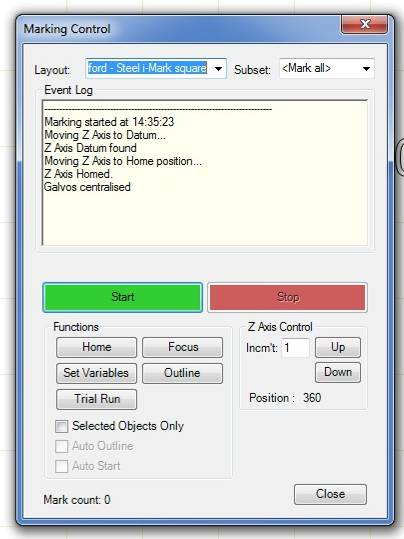 Marking Control
Layout: ford - Steel i-Mark square Subset: <Mark all>
Event Log
Marking started at 14:35:23
Moving Z Axis to Datum...
Z Axis Datum found
Moving Z Axis to Home position...
Z Axis Homed.
Galvos centralised
Start Stop
Functions
Home Focus
Set Variables Outline
Trial Run
Selected Objects Only
Auto Outline
Auto Start
Z Axis Control
Incm't: 1 Up
Down
Position : 360
Mark count: 0
Close